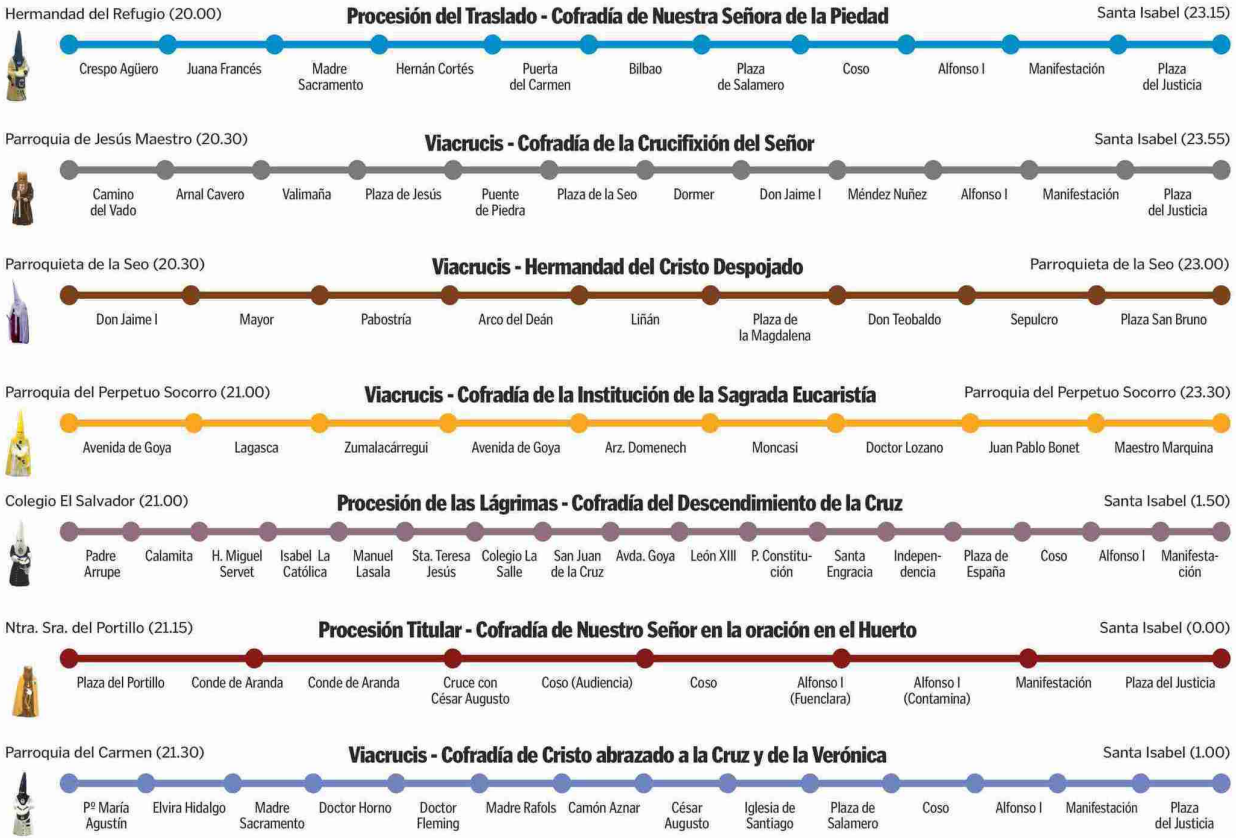 Hermandad del Refugio (20.00)
Procesión del Traslado - Cofradía de Nuestra Señora de la Piedad
Santa Isabel (23.15)
Crespo Agüero
Juana Francés
Madre
Sacramento
Hernán Cortés
Puerta
del Carmen
Bilbao
Plaza
de Salamero
Coso
Alfonso I
Manifestación
Plaza
del Justicia
Parroquia de Jesús Maestro (20.30)
Viacrucis - Cofradía de la Crucifixión del Señor
Santa Isabel (23.55)
Camino
del Vado
Arnal Cavero
Valimaña
Plaza de Jesús
Puente
de Piedra
Plaza de la Seo
Dormer
Don Jaime I
Méndez Nuñez
Alfonso I
Manifestación
Plaza
del Justicia
Parroquieta de la Seo (20.30)
Viacrucis - Hermandad del Cristo Despojado
Parroquieta de la Seo (23.00)
Don Jaime I
Mayor
Pabostría
Arco del Deán
Liñán
Plaza de
la Magdalena
Don Teobaldo
Sepulcro
Plaza San Bruno
Parroquia del Perpetuo Socorro (21.00)
Viacrucis - Cofradía de la Institución de la Sagrada Eucaristía
Parroquia del Perpetuo Socorro (23.30)
Avenida de Goya
Lagasca
Zumalacárregui
Avenida de Goya
Arz. Domenech
Moncasi
Doctor Lozano
Juan Pablo Bonet
Maestro Marquina
Colegio El Salvador (21.00)
Procesión de las Lágrimas - Cofradía del Descendimiento de la Cruz
Santa Isabel (1.50)
Padre
Arrupe
Calamita
H. Miguel
Servet
Isabel La
Católica
Manuel
Lasala
Sta. Teresa
Jesús
Colegio La
Salle
San Juan
de la Cruz
Avda. Goya
León XIII
P. Constitu-
ción
Santa
Engracia
Indepen-
dencia
Plaza de
España
Coso
Alfonso I
Manifesta-
ción
Ntra. Sra. del Portillo (21.15)
Procesión Titular - Cofradía de Nuestro Señor en la oración en el Huerto
Santa Isabel (0.00)
Plaza del Portillo
Conde de Aranda
Conde de Aranda
Cruce con
César Augusto
Coso (Audiencia)
Coso
Alfonso I
(Fuenclara)
Alfonso I
(Contamina)
Manifestación
Plaza del Justicia
Parroquia del Carmen (21.30)
Viacrucis - Cofradía de Cristo abrazado a la Cruz y de la Verónica
Santa Isabel (1.00)
Pº María
Agustín
Elvira Hidalgo
Madre
Sacramento
Doctor Horno
Doctor
Fleming
Madre Rafols
Camón Aznar
César
Augusto
Iglesia de
Santiago
Plaza de
Salamero
Coso
Alfonso I
Manifestación
Plaza
del Justicia